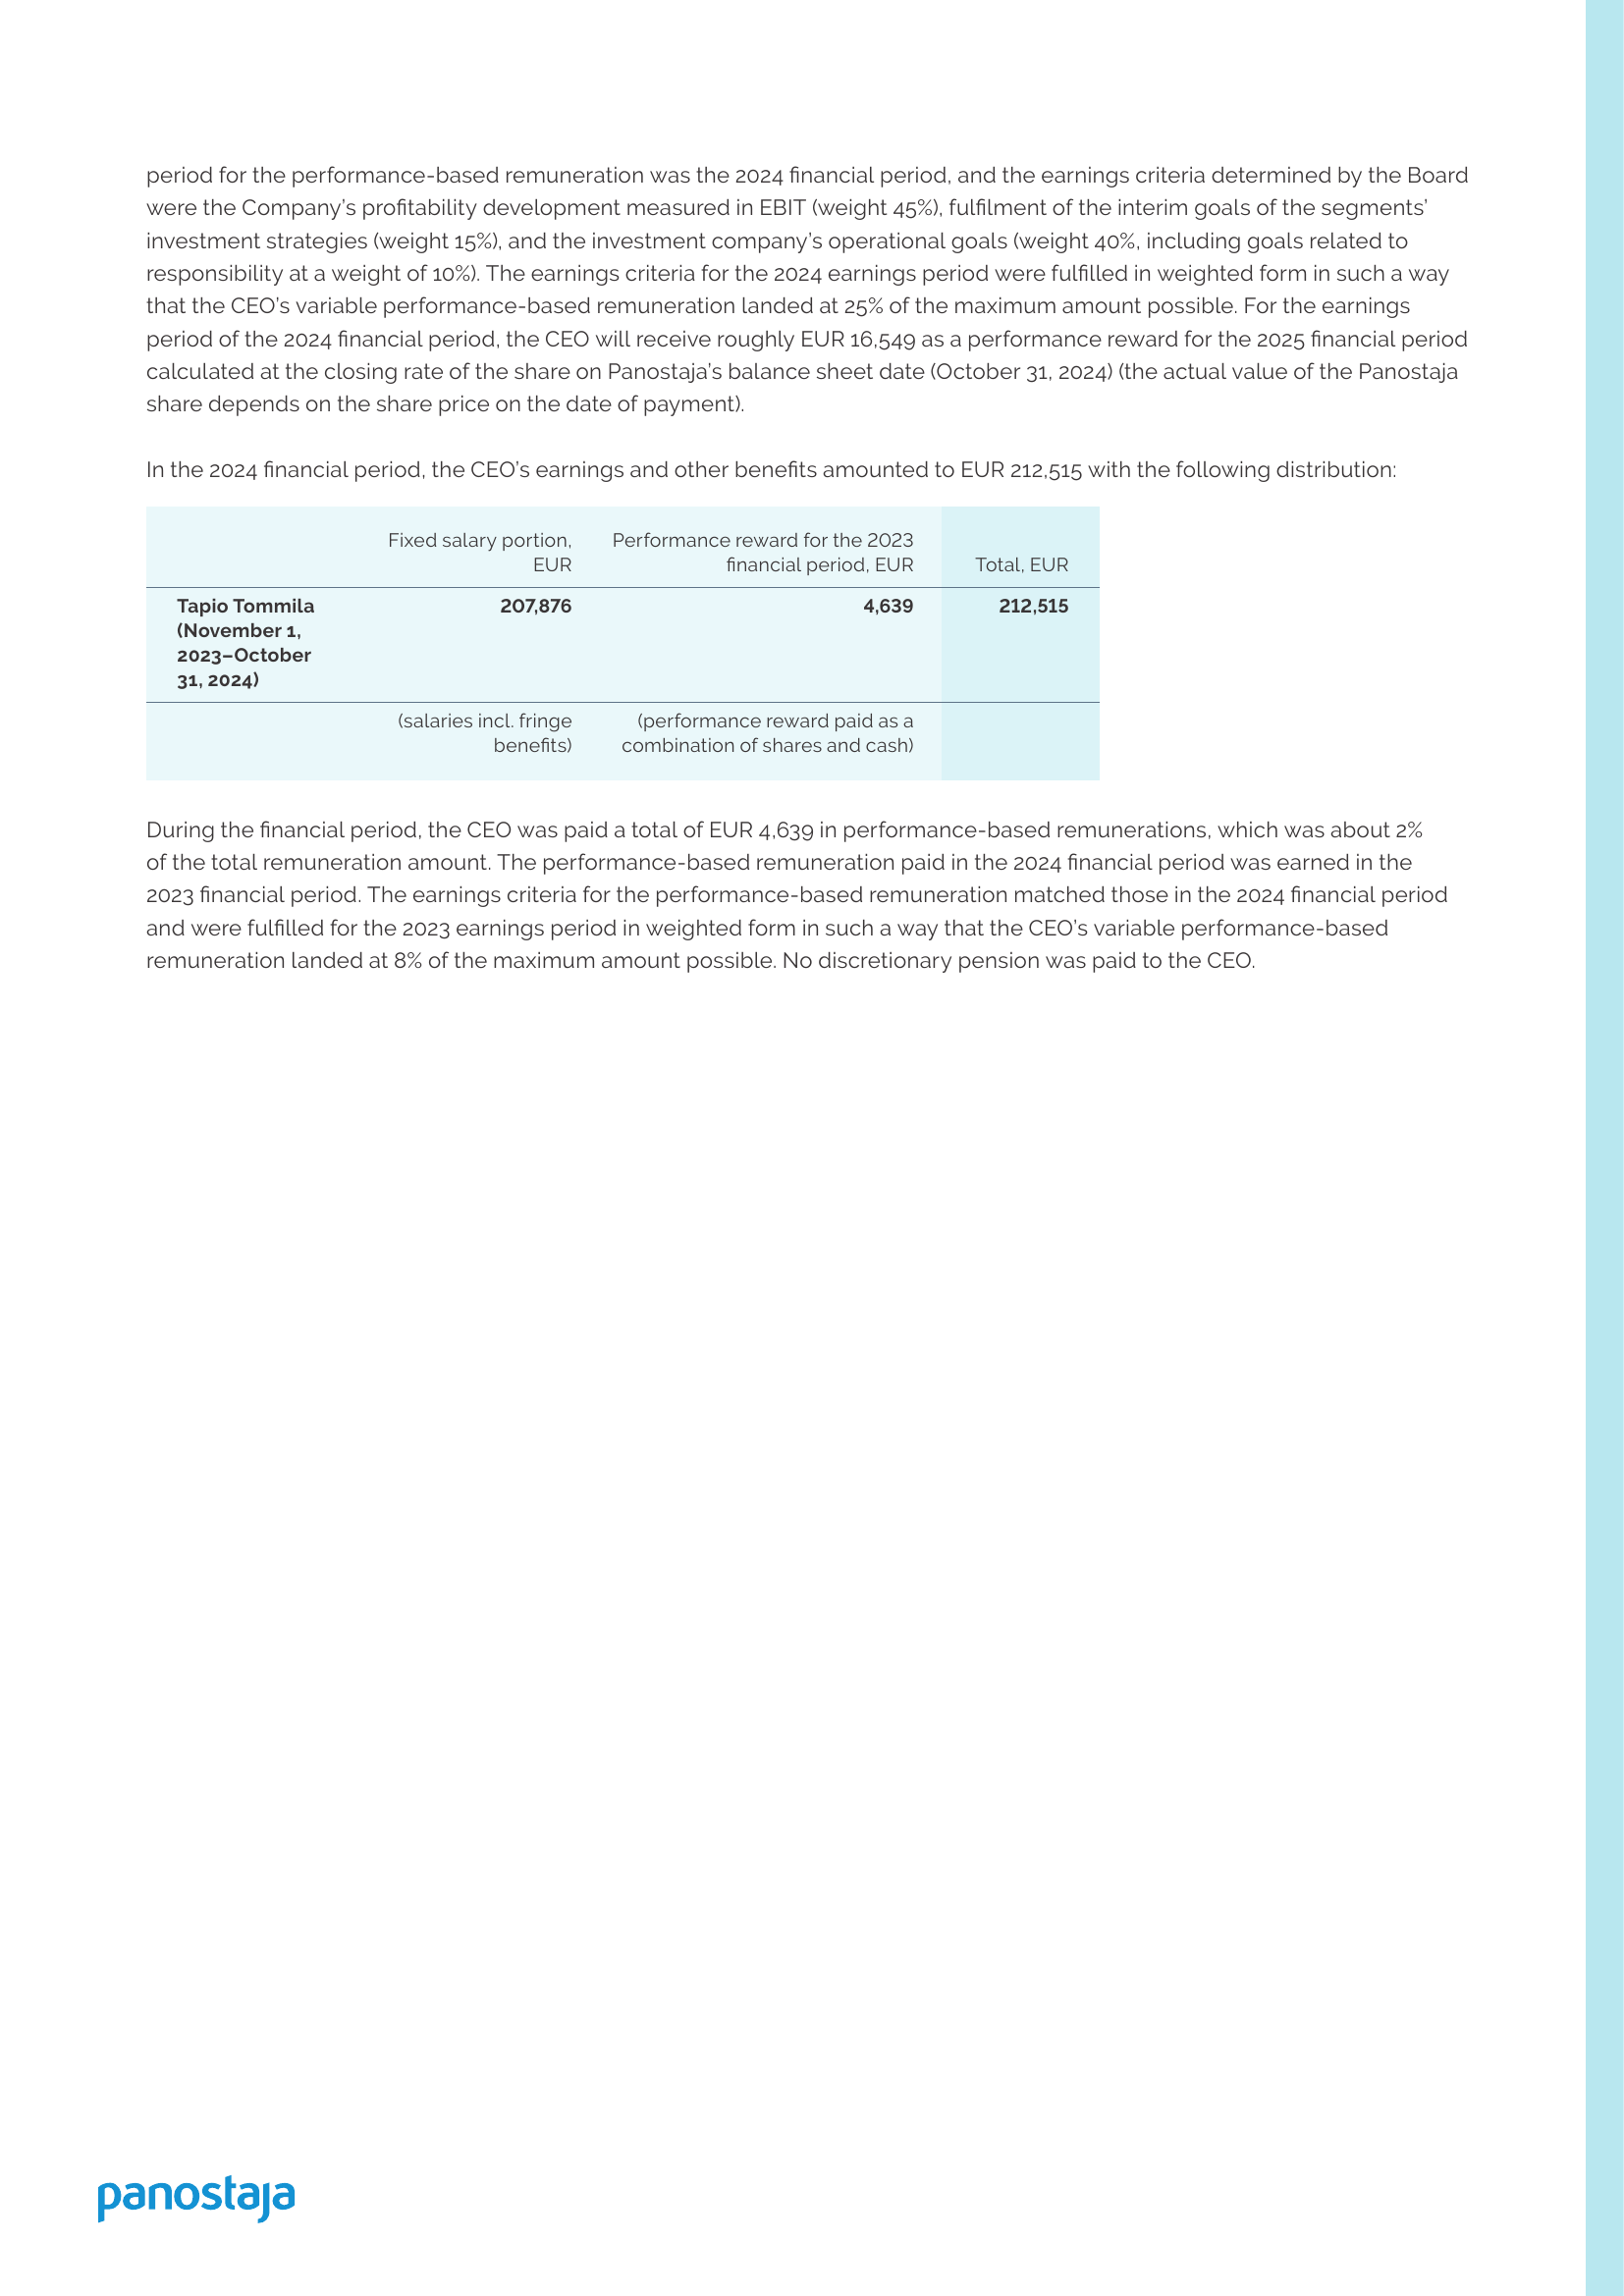 period for the performance-based remuneration was the 2024 financial period, and the earnings criteria determined by the Board
were the Company’s profitability development measured in EBIT (weight 45%), fulfilment of the interim goals of the segments’
investment strategies (weight 15%), and the investment company’s operational goals (weight 40%, including goals related to
responsibility at a weight of 10%). The earnings criteria for the 2024 earnings period were fulfilled in weighted form in such a way
that the CEO’s variable performance-based remuneration landed at 25% of the maximum amount possible. For the earnings
period of the 2024 financial period, the CEO will receive roughly EUR 16,549 as a performance reward for the 2025 financial period
calculated at the closing rate of the share on Panostaja’s balance sheet date (October 31, 2024) (the actual value of the Panostaja
share depends on the share price on the date of payment).
In the 2024 financial period, the CEO’s earnings and other benefits amounted to EUR 212,515 with the following distribution:
Fixed salary portion, Performance reward for the 2023
EUR financial period, EUR Total, EUR
Tapio Tommila 207,876 4,639 212,515
(November 1,
2023–October
31, 2024)
(salaries incl. fringe (performance reward paid as a
benefits) combination of shares and cash)
During the financial period, the CEO was paid a total of EUR 4,639 in performance-based remunerations, which was about 2%
of the total remuneration amount. The performance-based remuneration paid in the 2024 financial period was earned in the
2023 financial period. The earnings criteria for the performance-based remuneration matched those in the 2024 financial period
and were fulfilled for the 2023 earnings period in weighted form in such a way that the CEO’s variable performance-based
remuneration landed at 8% of the maximum amount possible. No discretionary pension was paid to the CEO.
panostaja